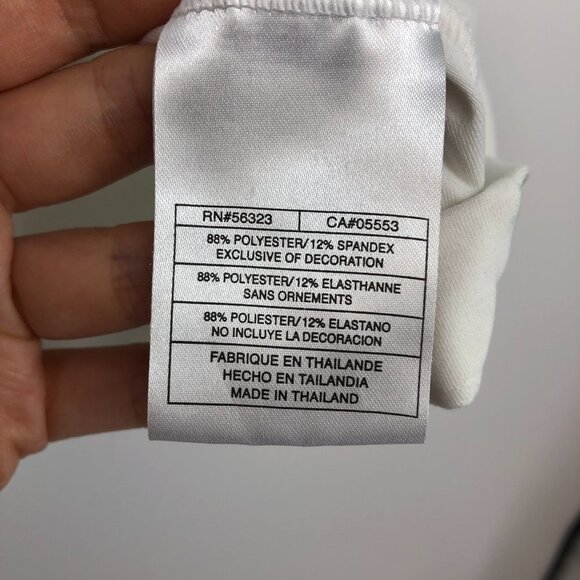 RN#56323 CA#05553
88% POLYESTER/12% SPANDEX
EXCLUSIVE OF DECORATION
88% POLYESTER/12% ELASTHANNE
SANS ORNEMENTS
88% POLIESTER/12% ELASTANO
NO INCLUYE LA DECORACION
FABRIQUE EN THAILANDE
HECHO EN TAILANDIA
MADE IN THAILAND